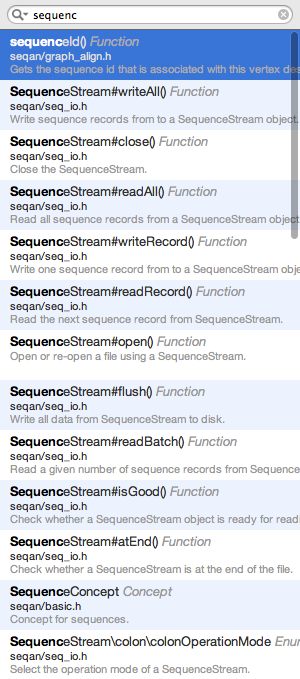 sequenc
sequenceId() Function
seqan/graph_align.h
Gets the sequence id that is associated with this vertex des
SequenceStream#writeAll() Function
seqan/seq_io.h
Write sequence records from to a SequenceStream object.
SequenceStream#close() Function
seqan/seq_io.h
Close the SequenceStream.
SequenceStream#readAll() Function
seqan/seq_io.h
Read all sequence records from a SequenceStream object
SequenceStream#writeRecord() Function
seqan/seq_io.h
Write one sequence record from to a SequenceStream obje
SequenceStream#readRecord() Function
seqan/seq_io.h
Read the next sequence record from SequenceStream.
SequenceStream#open() Function
Open or re-open a file using a SequenceStream.
SequenceStream#flush() Function
seqan/seq_io.h
Write all data from SequenceStream to disk.
SequenceStream#readBatch() Function
seqan/seq_io.h
Read a given number of sequence records from Sequence
SequenceStream#isGood() Function
seqan/seq_io.h
Check whether a SequenceStream object is ready for readi
SequenceStream#atEnd() Function
seqan/seq_io.h
Check whether a SequenceStream is at the end of the file.
SequenceConcept Concept
seqan/basic.h
Concept for sequences.
SequenceStream\colon\colonOperationMode Enum
seqan/seq_io.h
Select the operation mode of a SequenceStream.